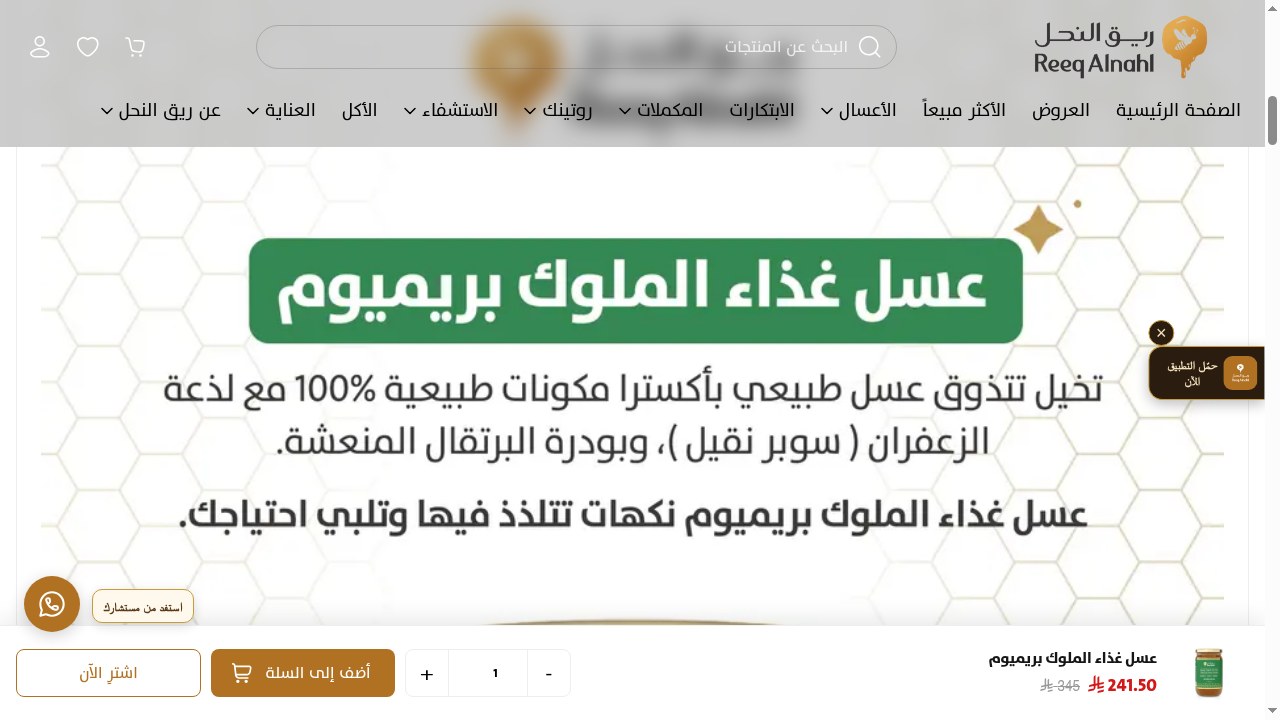 ريق النحل
Reeq Alnahl
البحث عن المنتجات
الصفحة الرئيسية
العروض
الأكثر مبيعاً
الأعسال
الابتكارات
المكملات
روتينك
الاستشفاء
الأكل
العناية
عن ريق النحل
عسل غذاء الملوك بريميوم
تخيل تتذوق عسل طبيعي بأكسترا مكونات طبيعية 100% مع لذعة
الزعفران ( سوبر نقيل )، وبودرة البرتقال المنعشة.
عسل غذاء الملوك بريميوم نكهات تتلذذ فيها وتلبي احتياجك.
حمّل التطبيق
الآن
استفد من مستشارك
عسل غذاء الملوك بريميوم
241.50 345
- 1 +
أضف إلى السلة
اشترِ الآن